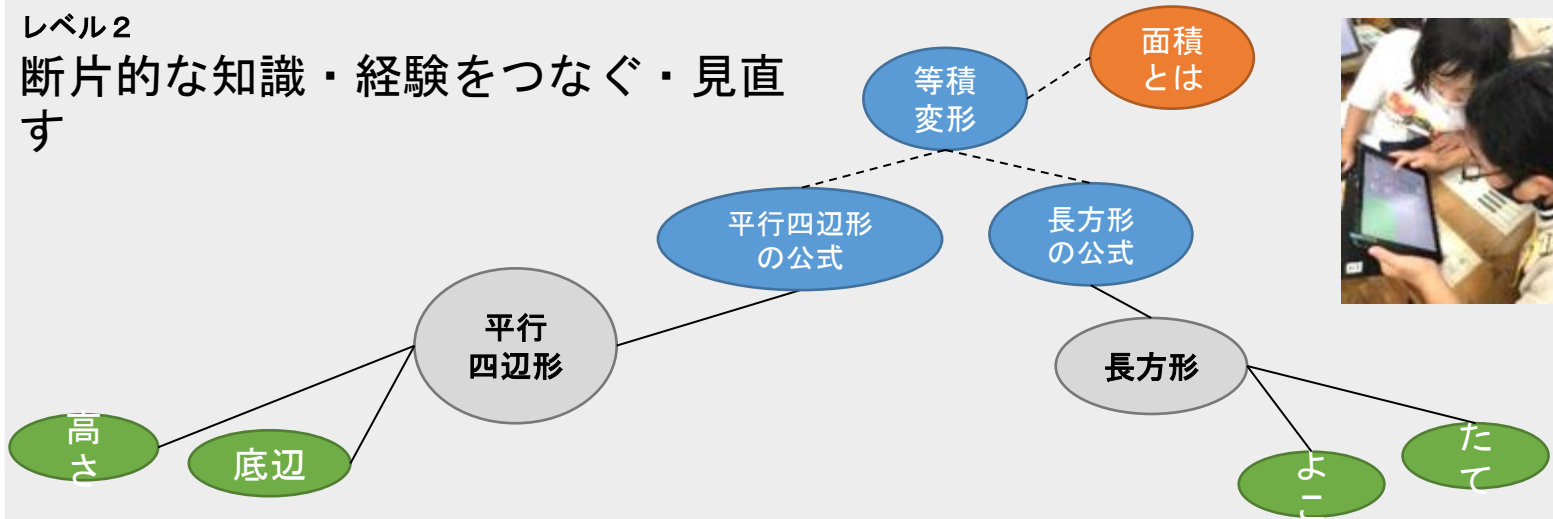 レベル２
断片的な知識・経験をつなぐ・見直
す
面積
とは
等積
変形
平行四辺形
の公式
長方形
の公式
平行
四辺形
長方形
高
さ
底辺
た
て
よ
こ